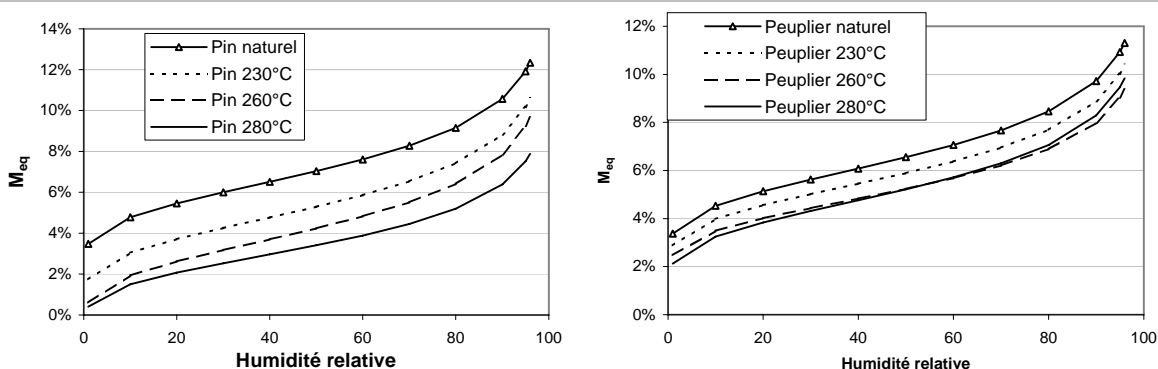 14%
12%
10%
8%
6%
4%
2%
0%
M_eq
Pin naturel
Pin 230°C
Pin 260°C
Pin 280°C
0 20 40 60 80 100
Humidité relative
12%
10%
8%
6%
4%
2%
0%
M_eq
Peuplier naturel
Peuplier 230°C
Peuplier 260°C
Peuplier 280°C
0 20 40 60 80 100
Humidité relative